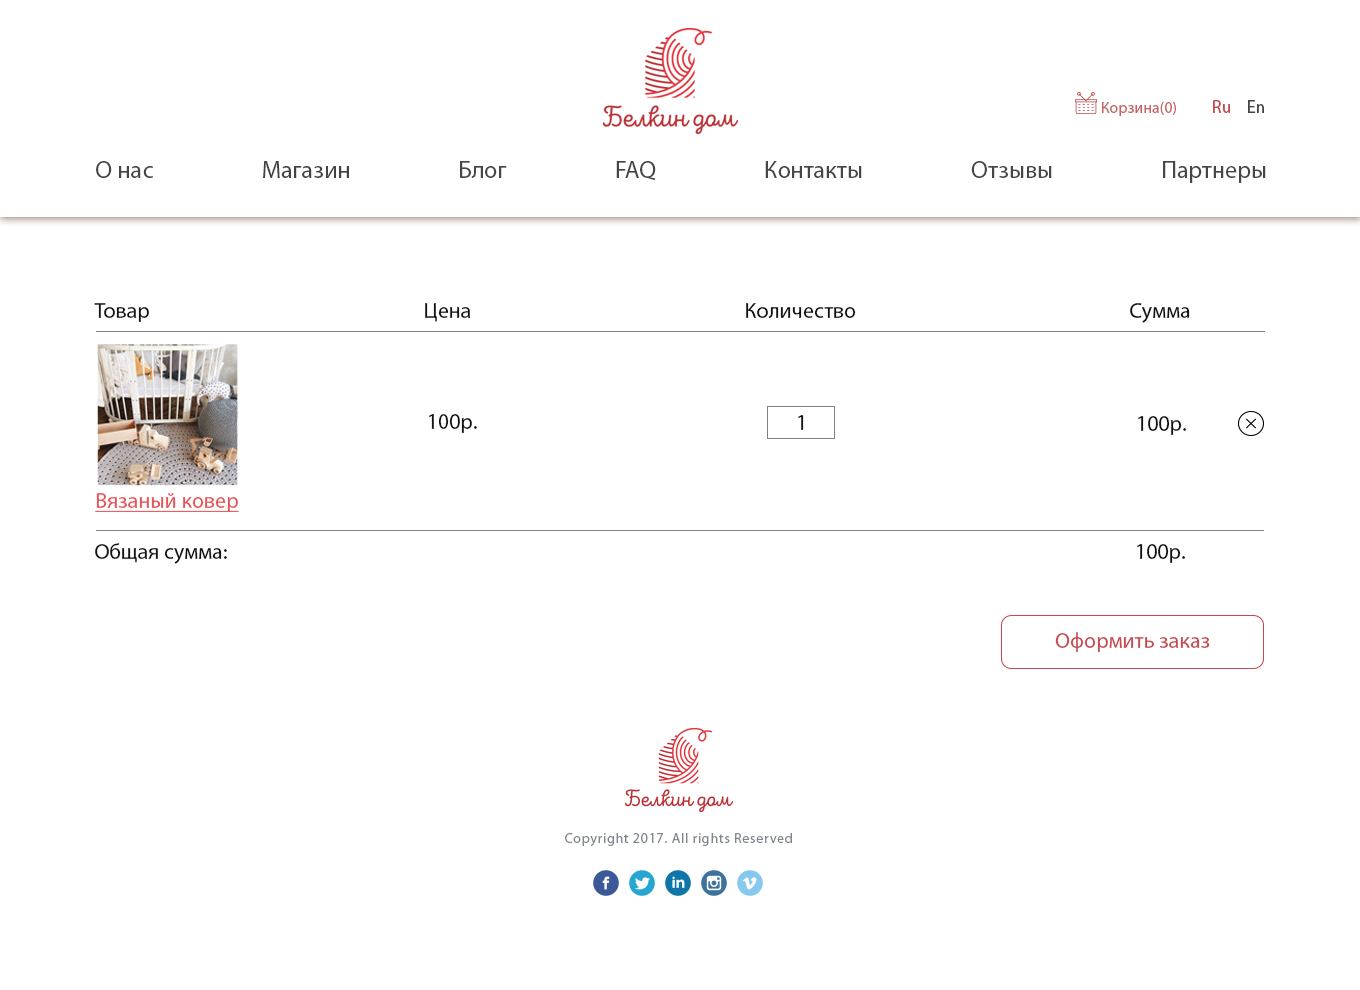 Белкин дом
Корзина(0) Ru En
О нас Магазин Блог FAQ Контакты Отзывы Партнеры
Товар Цена Количество Сумма
100р. 1 100р.
Вязаный ковер
Общая сумма: 100р.
Оформить заказ
Белкин дом
Copyright 2017. All rights Reserved